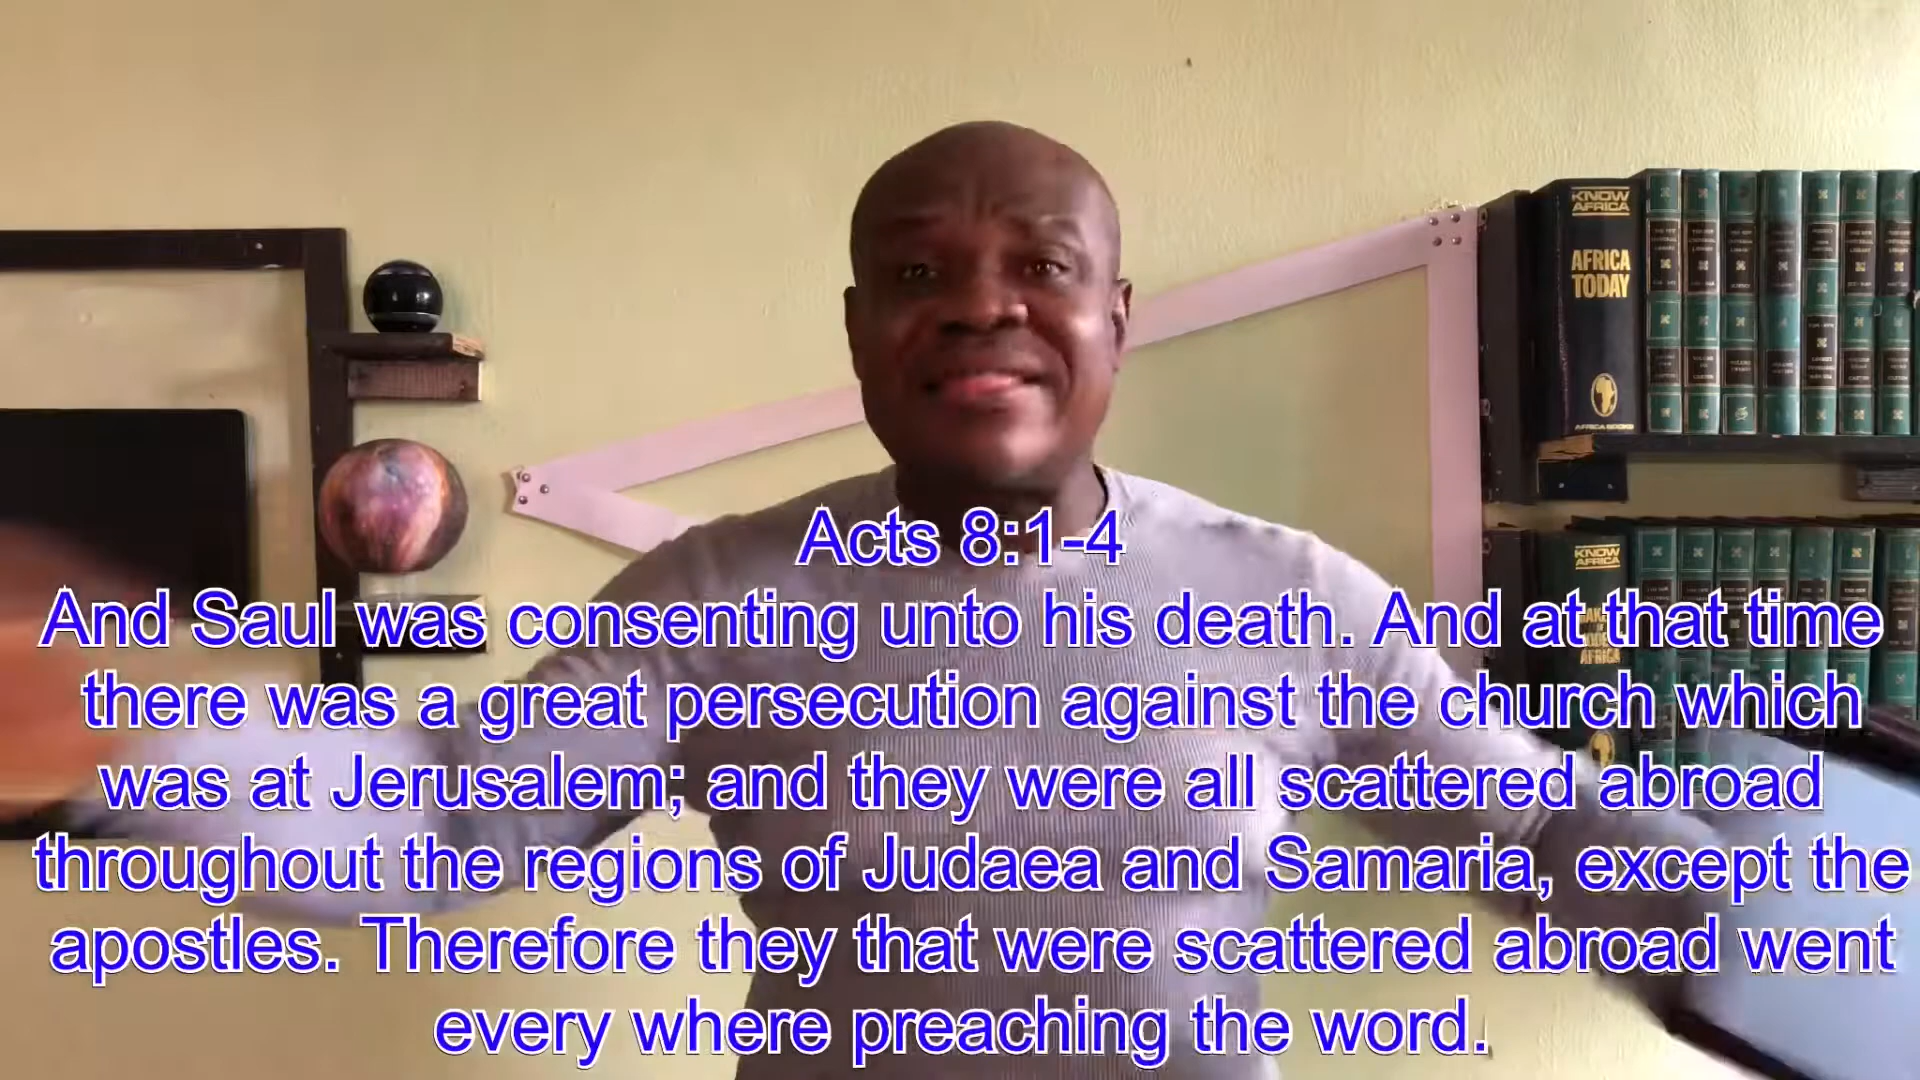 KNOW
AFRICA
AFRICA
TODAY
AFRICA BOOKS
KNOW
AFRICA
AFRICA
Acts 8:1-4
And Saul was consenting unto his death. And at that time
there was a great persecution against the church which
was at Jerusalem; and they were all scattered abroad
throughout the regions of Judaea and Samaria, except the
apostles. Therefore they that were scattered abroad went
every where preaching the word.